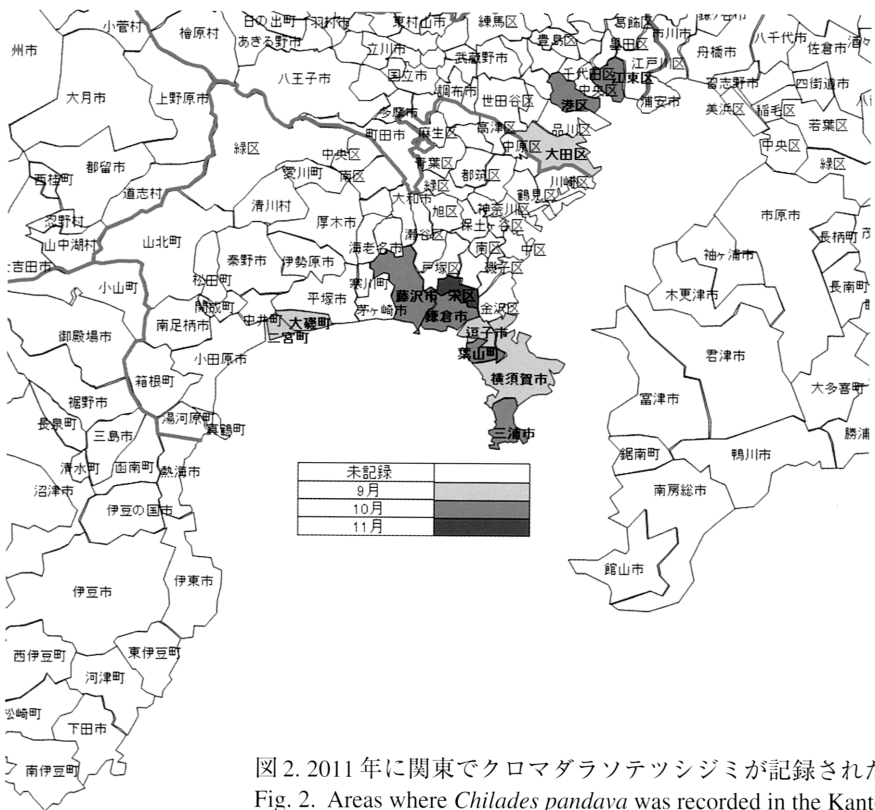 小菅村
檜原村
日の出町
羽村市
東村山市
練馬区
葛飾区
市川市
鎌ケ谷市
八千代市
佐倉市
州市
あきる野市
立川市
武蔵野市
豊島区
墨田区
江戸川区
船橋市
八王子市
国立市
調布市
世田谷区
千代田区
江東区
中央区
港区
浦安市
習志野市
四街道市
大月市
上野原市
多摩市
町田市
麻生区
高津区
品川区
美浜区
稲毛区
若葉区
緑区
中央区
南区
青葉区
中原区
大田区
中央区
緑区
都留市
西桂町
道志村
愛川町
大和市
緑区
都筑区
川崎区
鶴見区
忍野村
清川村
厚木市
旭区
神奈川区
保土ヶ谷区
市原市
山中湖村
山北町
海老名市
瀬谷区
南区
中区
長柄町
吉田市
秦野市
伊勢原市
戸塚区
磯子区
袖ヶ浦市
小山町
松田町
寒川町
藤沢市
栄区
木更津市
長南町
開成町
平塚市
茅ヶ崎市
鎌倉市
金沢区
御殿場市
南足柄市
中井町
大磯町
二宮町
逗子市
君津市
小田原市
葉山町
箱根町
横須賀市
富津市
大多喜町
裾野市
湯河原町
真鶴町
長泉町
三島市
三浦市
鋸南町
鴨川市
勝浦
清水町
函南町
熱海市
沼津市
南房総市
伊豆の国市
館山市
伊豆市
伊東市
西伊豆町
東伊豆町
河津町
松崎町
下田市
南伊豆町
未記録
9月
10月
11月
図 2. 2011 年に関東でクロマダラソテツシジミが記録された
Fig. 2. Areas where Chilades pandava was recorded in the Kant